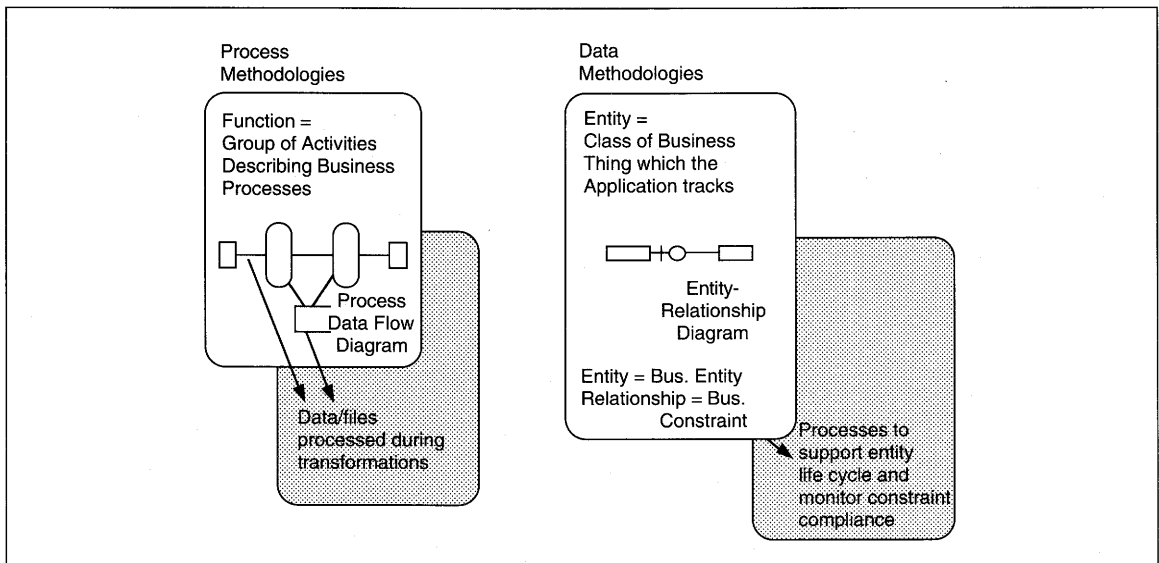 Process
Methodologies
Function =
Group of Activities
Describing Business
Processes
Process
Data Flow
Diagram
Data/files
processed during
transformations
Data
Methodologies
Entity =
Class of Business
Thing which the
Application tracks
Entity-
Relationship
Diagram
Entity = Bus. Entity
Relationship = Bus.
Constraint
Processes to
support entity
life cycle and
monitor constraint
compliance